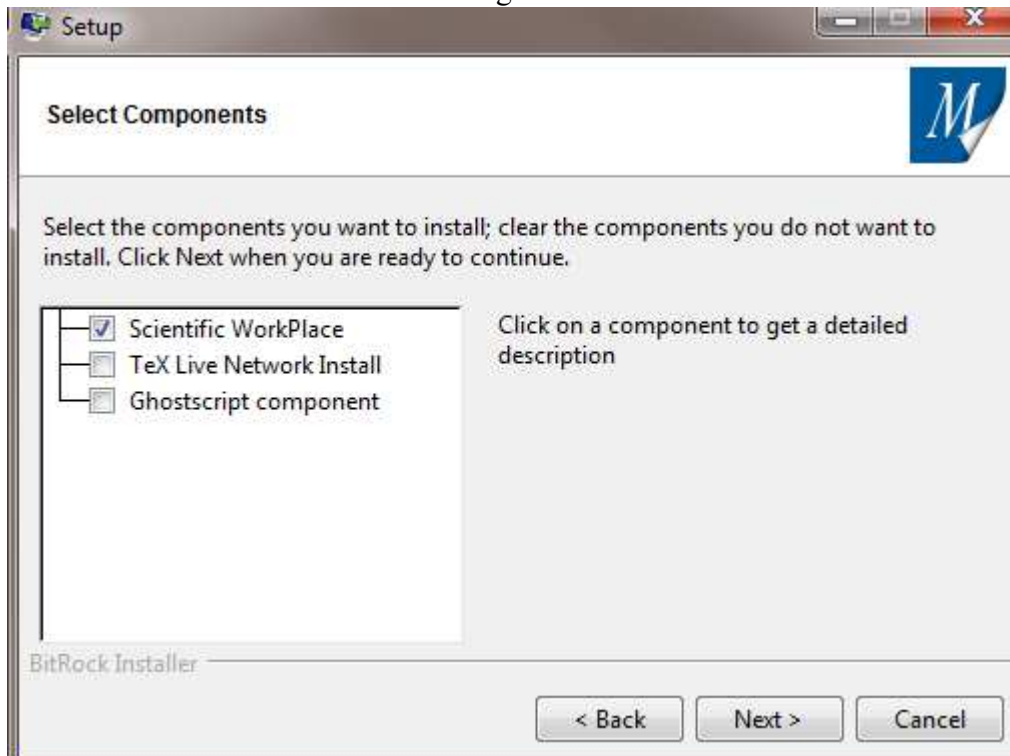 Setup
Select Components
M
Select the components you want to install; clear the components you do not want to
install. Click Next when you are ready to continue.
Scientific WorkPlace
TeX Live Network Install
Ghostscript component
Click on a component to get a detailed
description
BitRock Installer
< Back
Next >
Cancel